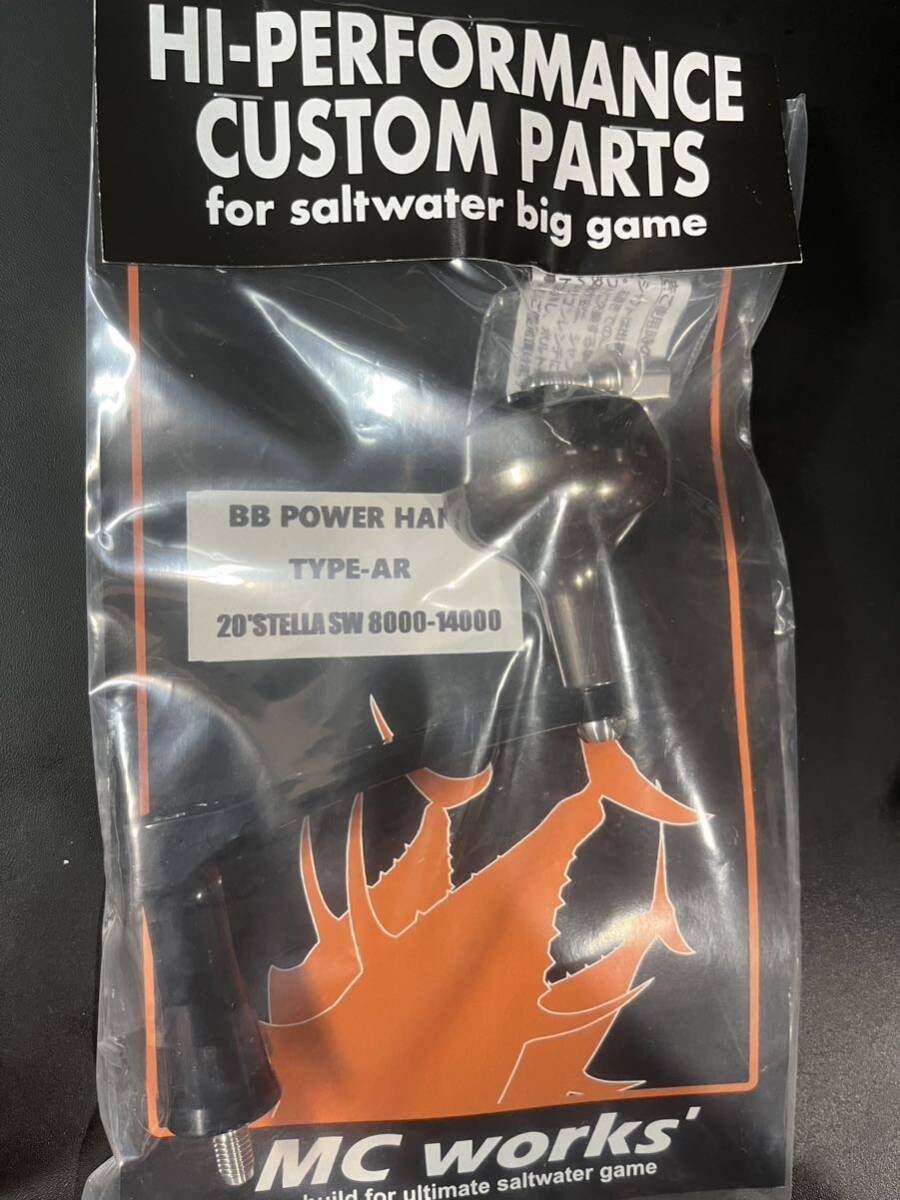 HI-PERFORMANCE
CUSTOM PARTS
for saltwater big game
BB POWER HAN
TYPE-AR
20'STELLA SW 8000-14000
MC works'
build for ultimate saltwater game